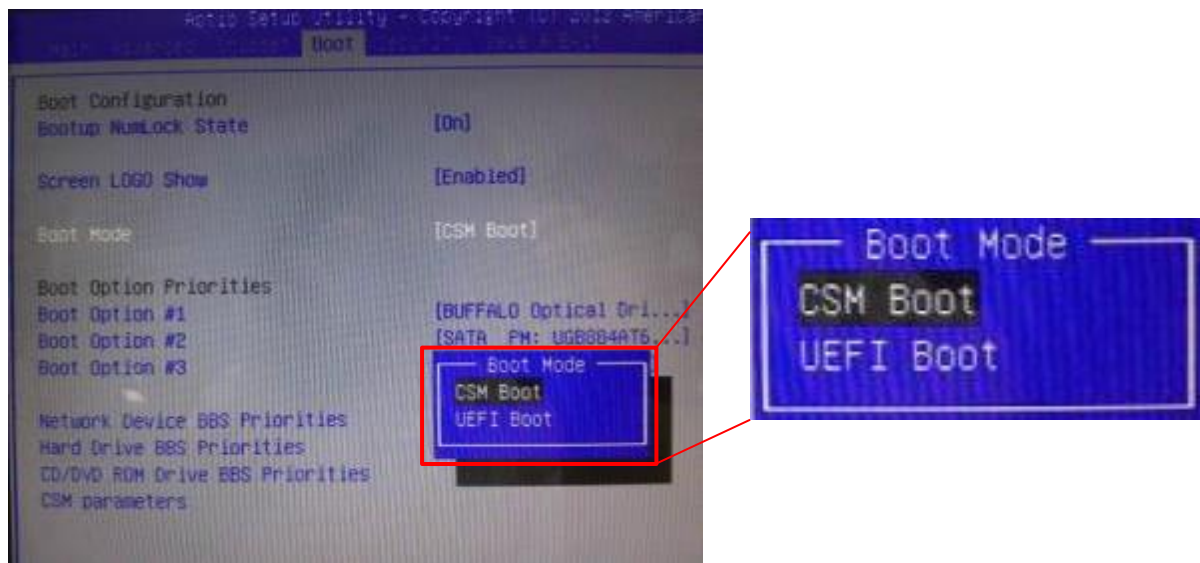 Aptio Setup Utility - Copyright (C) 2012 American
Boot
Boot Configuration
Bootup NumLock State [On]
Screen LOGO Show [Enabled]
Boot Mode [CSM Boot]
Boot Option Priorities
Boot Option #1 [BUFFALO Optical Dri...]
Boot Option #2 [SATA PM: ...]
Boot Option #3
Boot Mode
CSM Boot
UEFI Boot
Network Device BBS Priorities
Hard Drive BBS Priorities
CD/DVD ROM Drive BBS Priorities
CSM parameters
Boot Mode
CSM Boot
UEFI Boot